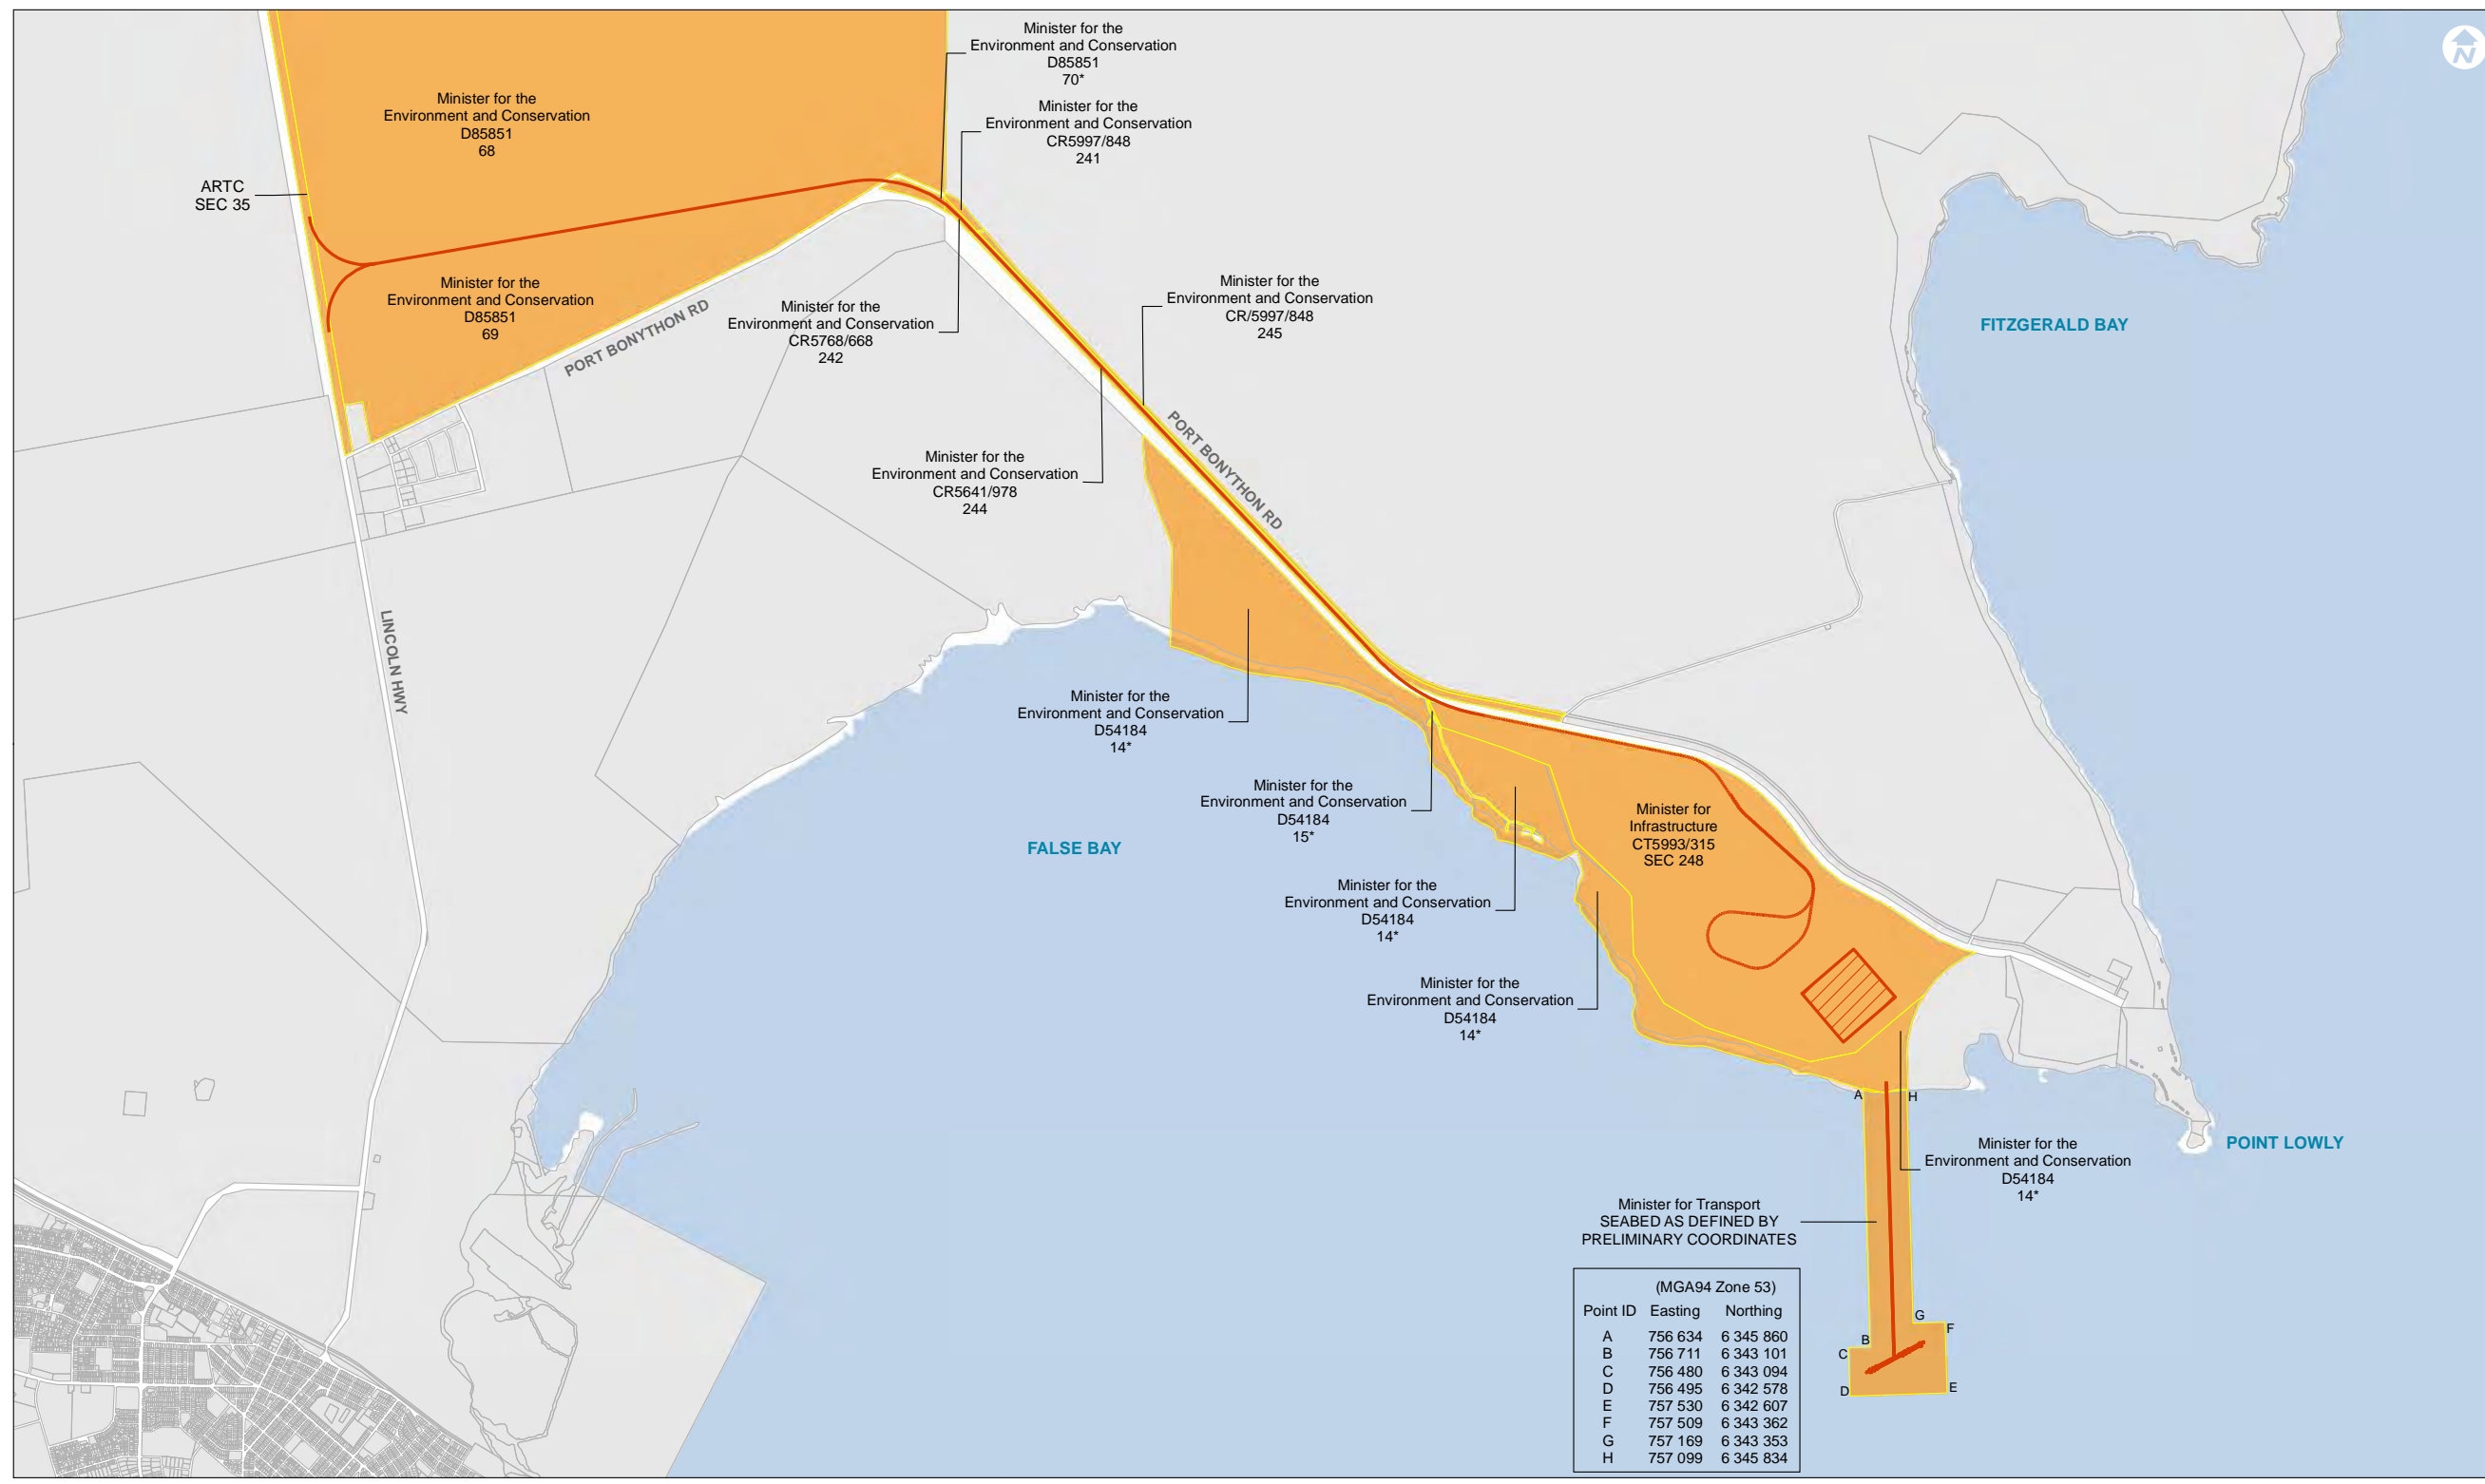 Minister for the
Environment and Conservation
D85851
70*
N
Minister for the
Environment and Conservation
D85851
68
Minister for the
Environment and Conservation
CR5997/848
241
ARTC
SEC 35
Minister for the
Environment and Conservation
D85851
69
PORT BONYTHON RD
Minister for the
Environment and Conservation
CR5768/668
242
Minister for the
Environment and Conservation
CR/5997/848
245
FITZGERALD BAY
PORT BONYTHON RD
Minister for the
Environment and Conservation
CR5641/978
244
LINCOLN HWY
Minister for the
Environment and Conservation
D54184
14*
Minister for the
Environment and Conservation
D54184
15*
Minister for
Infrastructure
CT5993/315
SEC 248
FALSE BAY
Minister for the
Environment and Conservation
D54184
14*
Minister for the
Environment and Conservation
D54184
14*
A
H
Minister for the
Environment and Conservation
D54184
14*
POINT LOWLY
Minister for Transport
SEABED AS DEFINED BY
PRELIMINARY COORDINATES
(MGA94 Zone 53)
Point ID Easting Northing
A 756 634 6 345 860
B 756 711 6 343 101
C 756 480 6 343 094
D 756 495 6 342 578
E 757 530 6 342 607
F 757 509 6 343 362
G 757 169 6 343 353
H 757 099 6 345 834
G
F
B
C
D
E